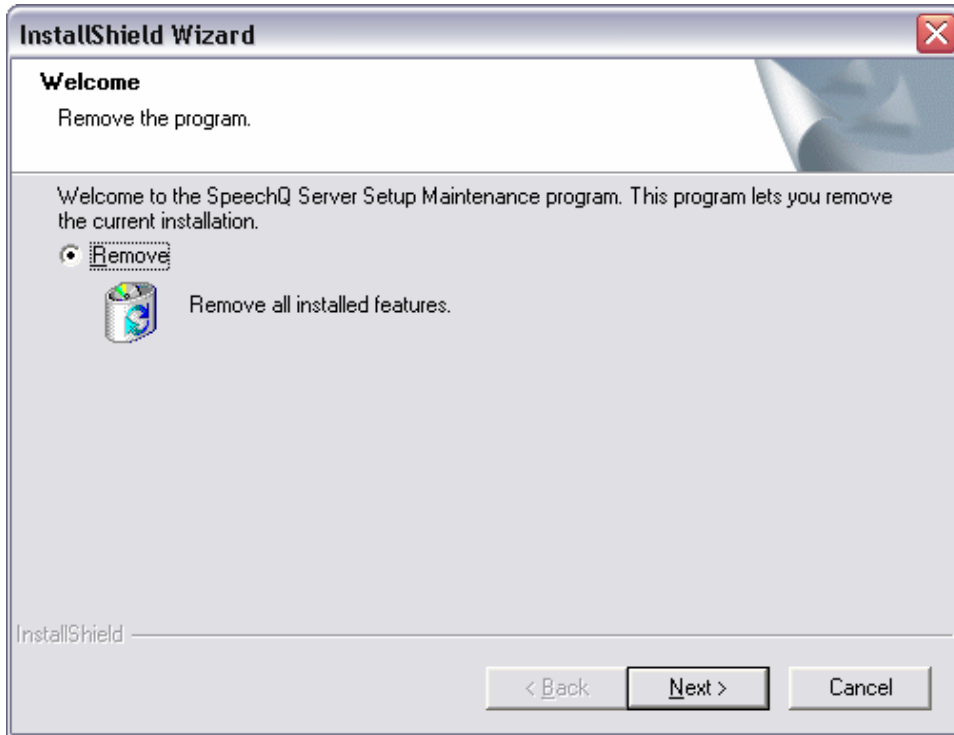 InstallShield Wizard
Welcome
Remove the program.
Welcome to the SpeechQ Server Setup Maintenance program. This program lets you remove
the current installation.
Remove
Remove all installed features.
InstallShield
< Back
Next >
Cancel